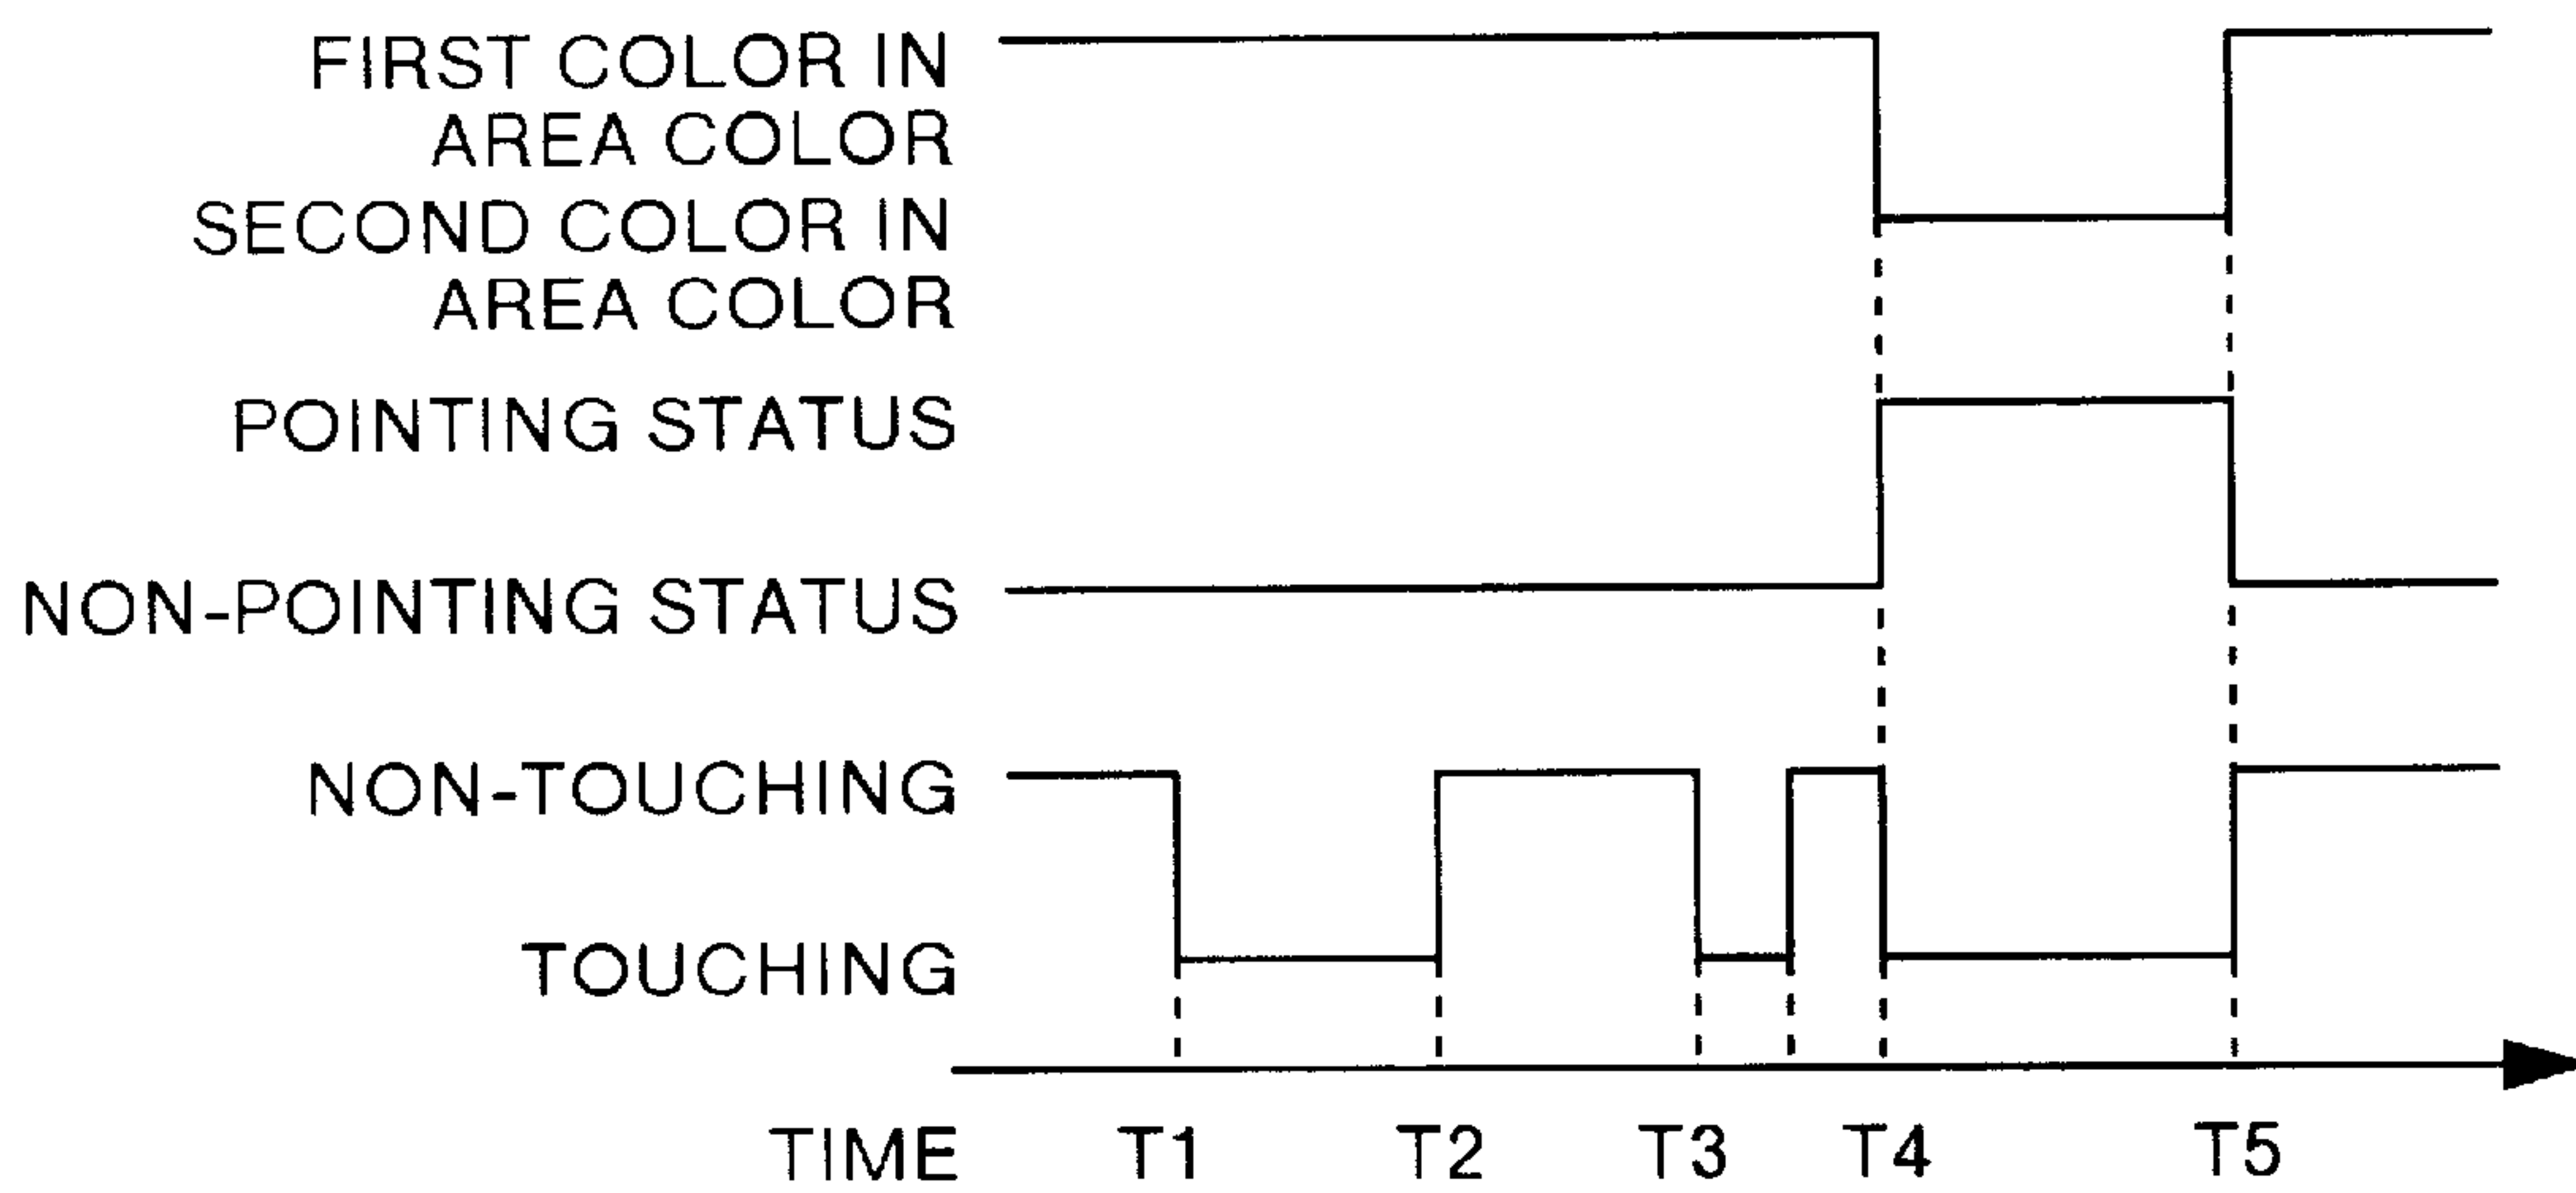 FIRST COLOR IN
AREA COLOR
SECOND COLOR IN
AREA COLOR
POINTING STATUS
NON-POINTING STATUS
NON-TOUCHING
TOUCHING
TIME T1 T2 T3 T4 T5